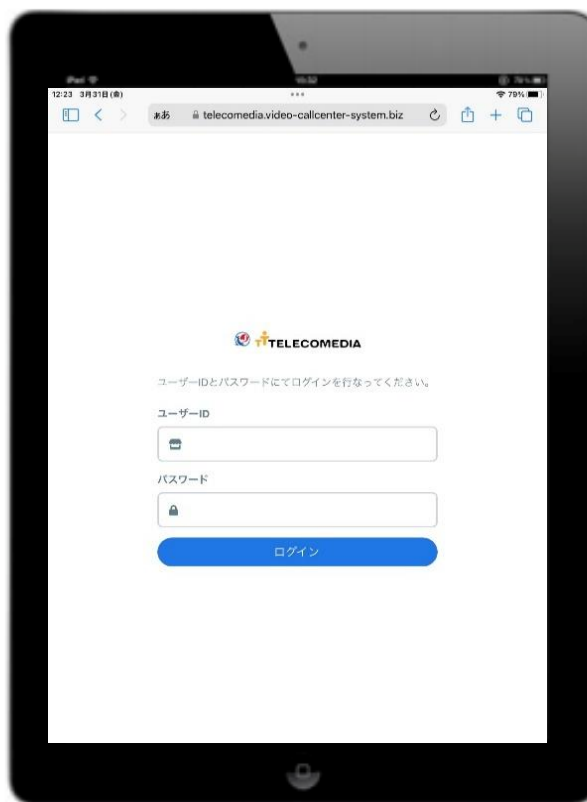 iPad
12:23 3月31日(金)
79%
ぁあ telecomedia.video-callcenter-system.biz
TELECOMEDIA
ユーザーIDとパスワードにてログインを行なってください。
ユーザーID
パスワード
ログイン